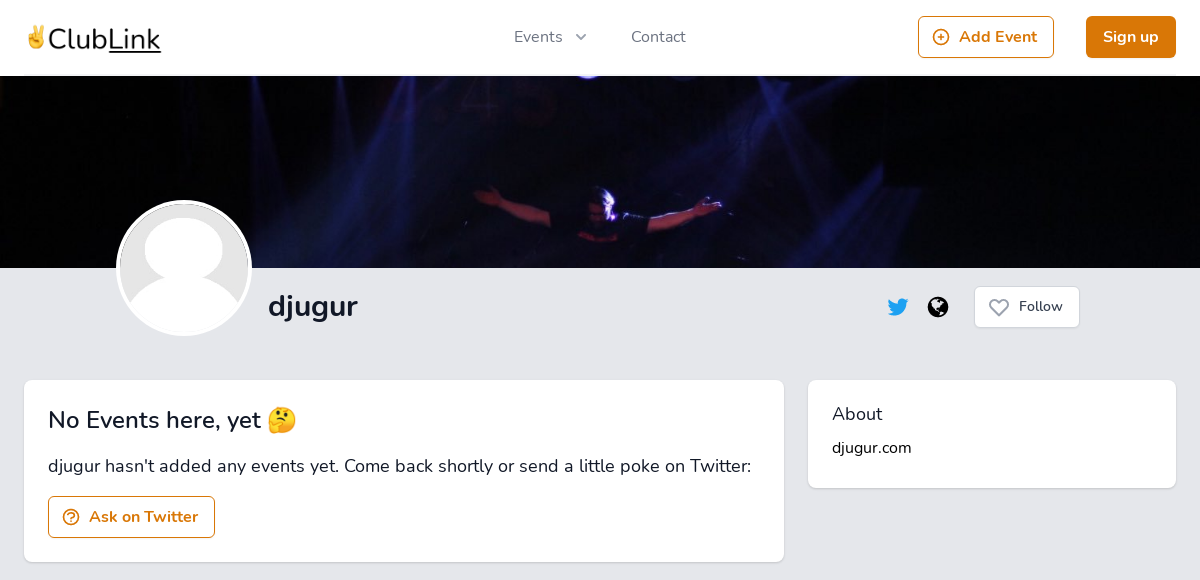 ClubLink
Events
Contact
Add Event
Sign up
djugur
Follow
No Events here, yet 🤔
djugur hasn't added any events yet. Come back shortly or send a little poke on Twitter:
Ask on Twitter
About
djugur.com